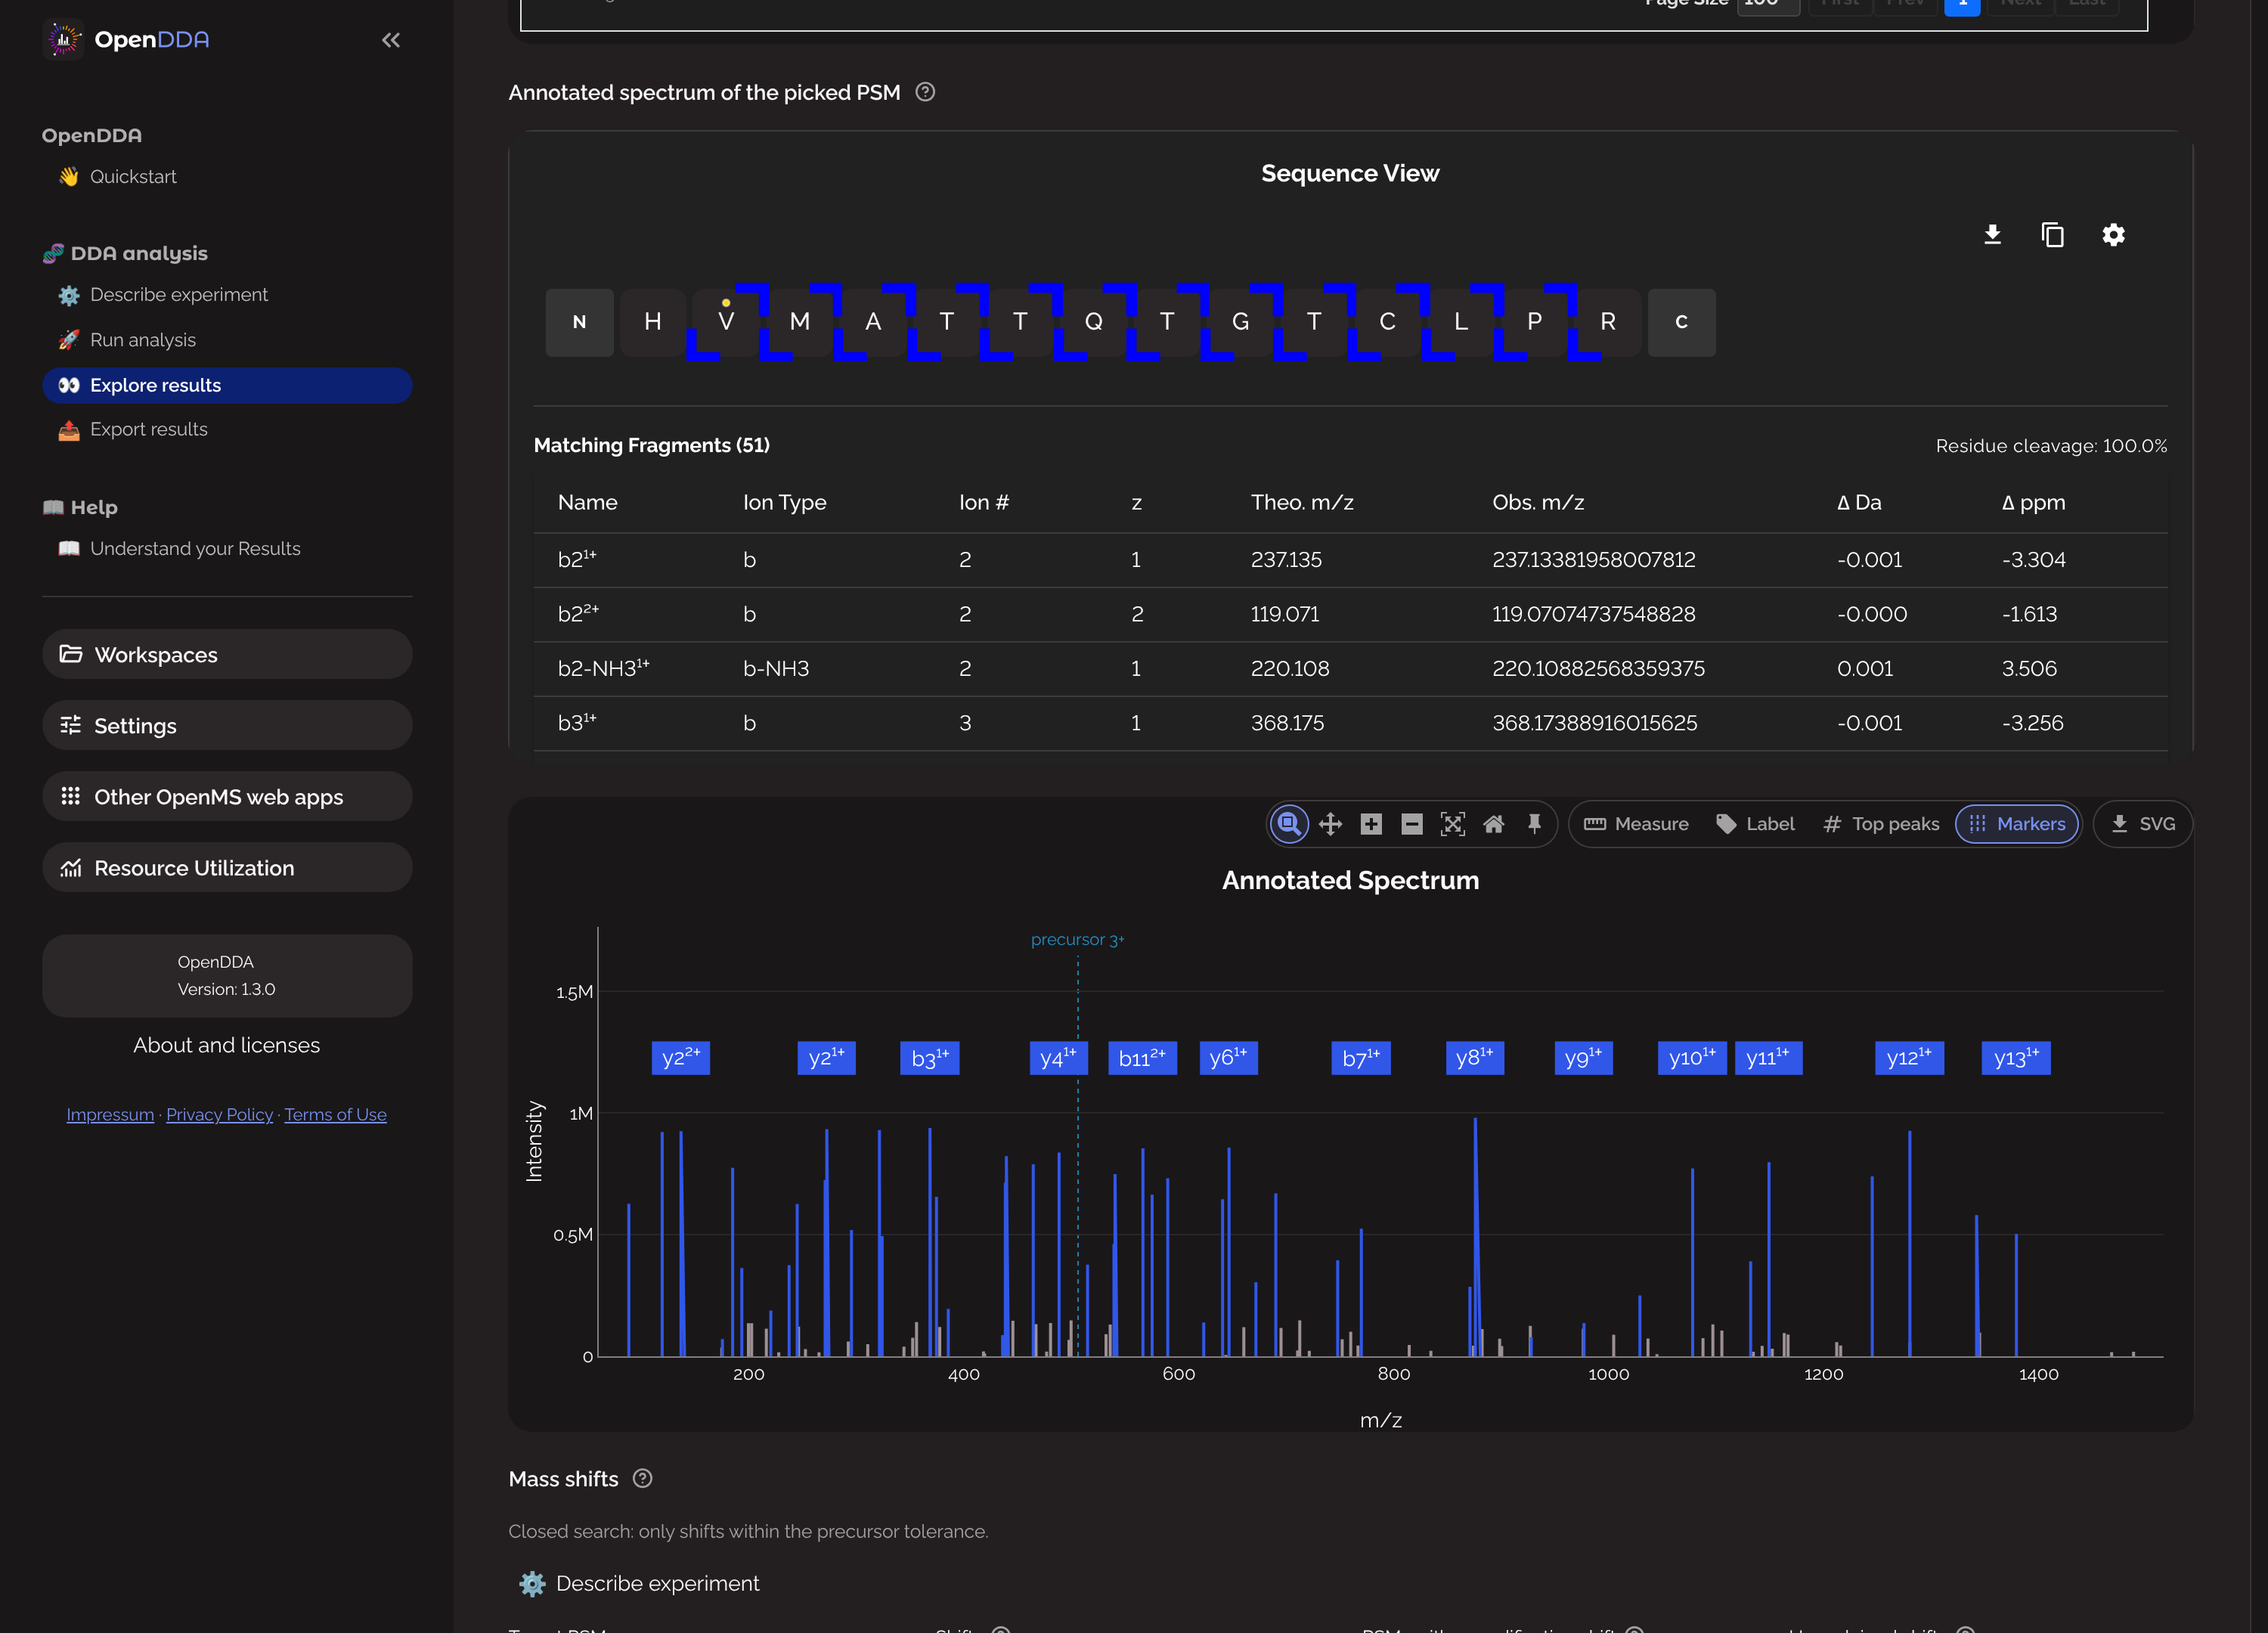 OpenDDA
OpenDDA
👋 Quickstart
🧬 DDA analysis
⚙️ Describe experiment
🚀 Run analysis
👀 Explore results
📤 Export results
📖 Help
📖 Understand your Results
Workspaces
Settings
Other OpenMS web apps
Resource Utilization
OpenDDA
Version: 1.3.0
About and licenses
Impressum · Privacy Policy · Terms of Use
Page Size 100 First Prev 1 Next Last
Annotated spectrum of the picked PSM
Sequence View
N H V M A T T Q T G T C L P R C
Matching Fragments (51) Residue cleavage: 100.0%
Name Ion Type Ion # z Theo. m/z Obs. m/z Δ Da Δ ppm
b2¹⁺ b 2 1 237.135 237.13381958007812 -0.001 -3.304
b2²⁺ b 2 2 119.071 119.07074737548828 -0.000 -1.613
b2-NH3¹⁺ b-NH3 2 1 220.108 220.10882568359375 0.001 3.506
b3¹⁺ b 3 1 368.175 368.17388916015625 -0.001 -3.256
Measure Label # Top peaks Markers SVG
Annotated Spectrum
precursor 3+
1.5M
y2²⁺ y2¹⁺ b3¹⁺ y4¹⁺ b11²⁺ y6¹⁺ b7¹⁺ y8¹⁺ y9¹⁺ y10¹⁺ y11¹⁺ y12¹⁺ y13¹⁺
1M
Intensity
0.5M
0
200 400 600 800 1000 1200 1400
m/z
Mass shifts
Closed search: only shifts within the precursor tolerance.
⚙️ Describe experiment